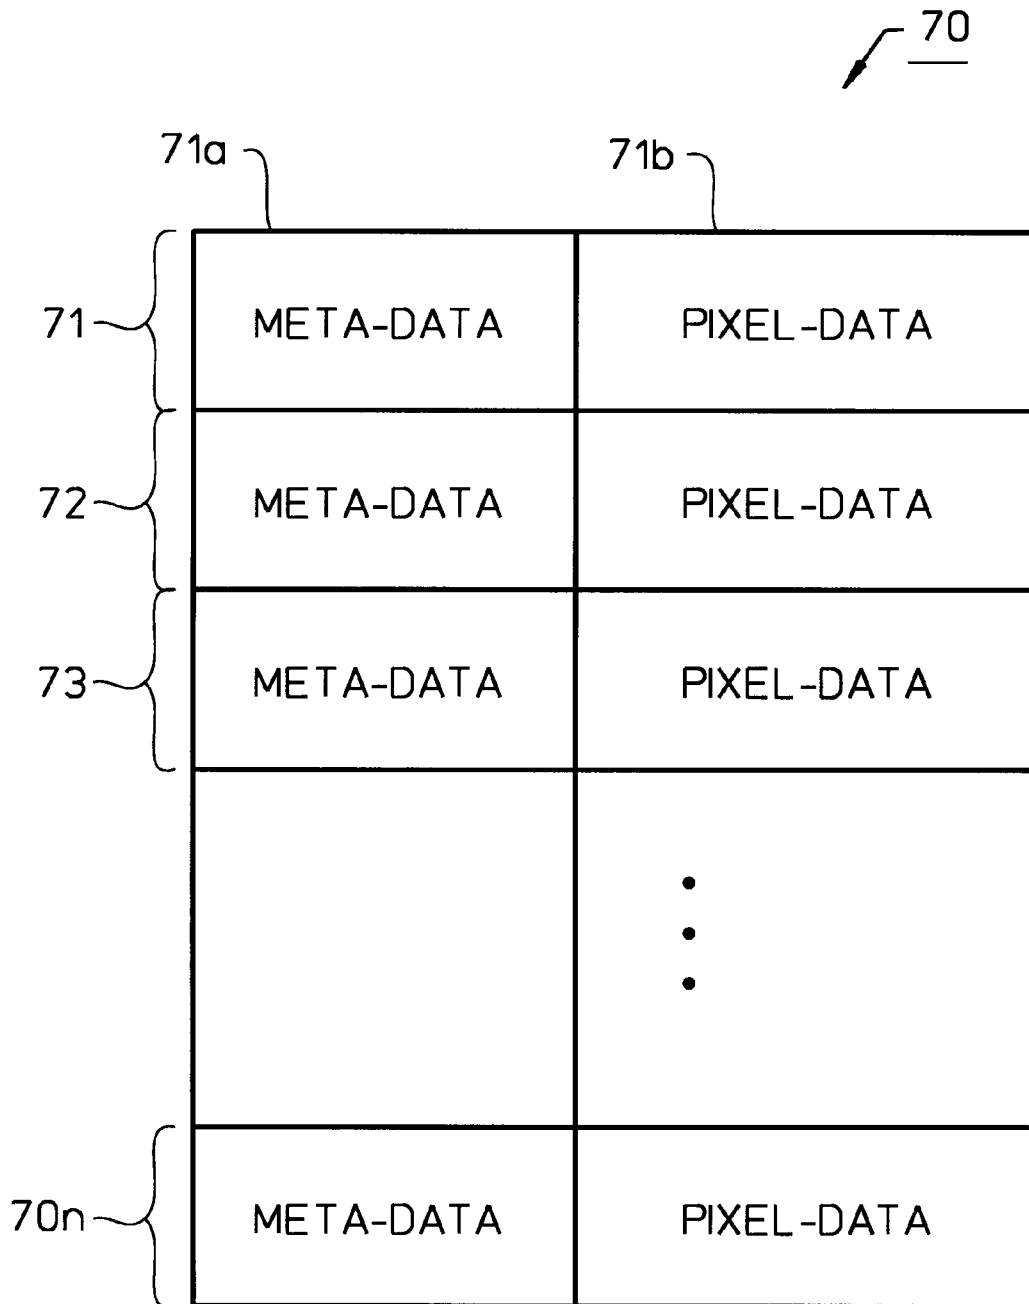 70
71a 71b
71 META-DATA PIXEL-DATA
72 META-DATA PIXEL-DATA
73 META-DATA PIXEL-DATA
70n META-DATA PIXEL-DATA